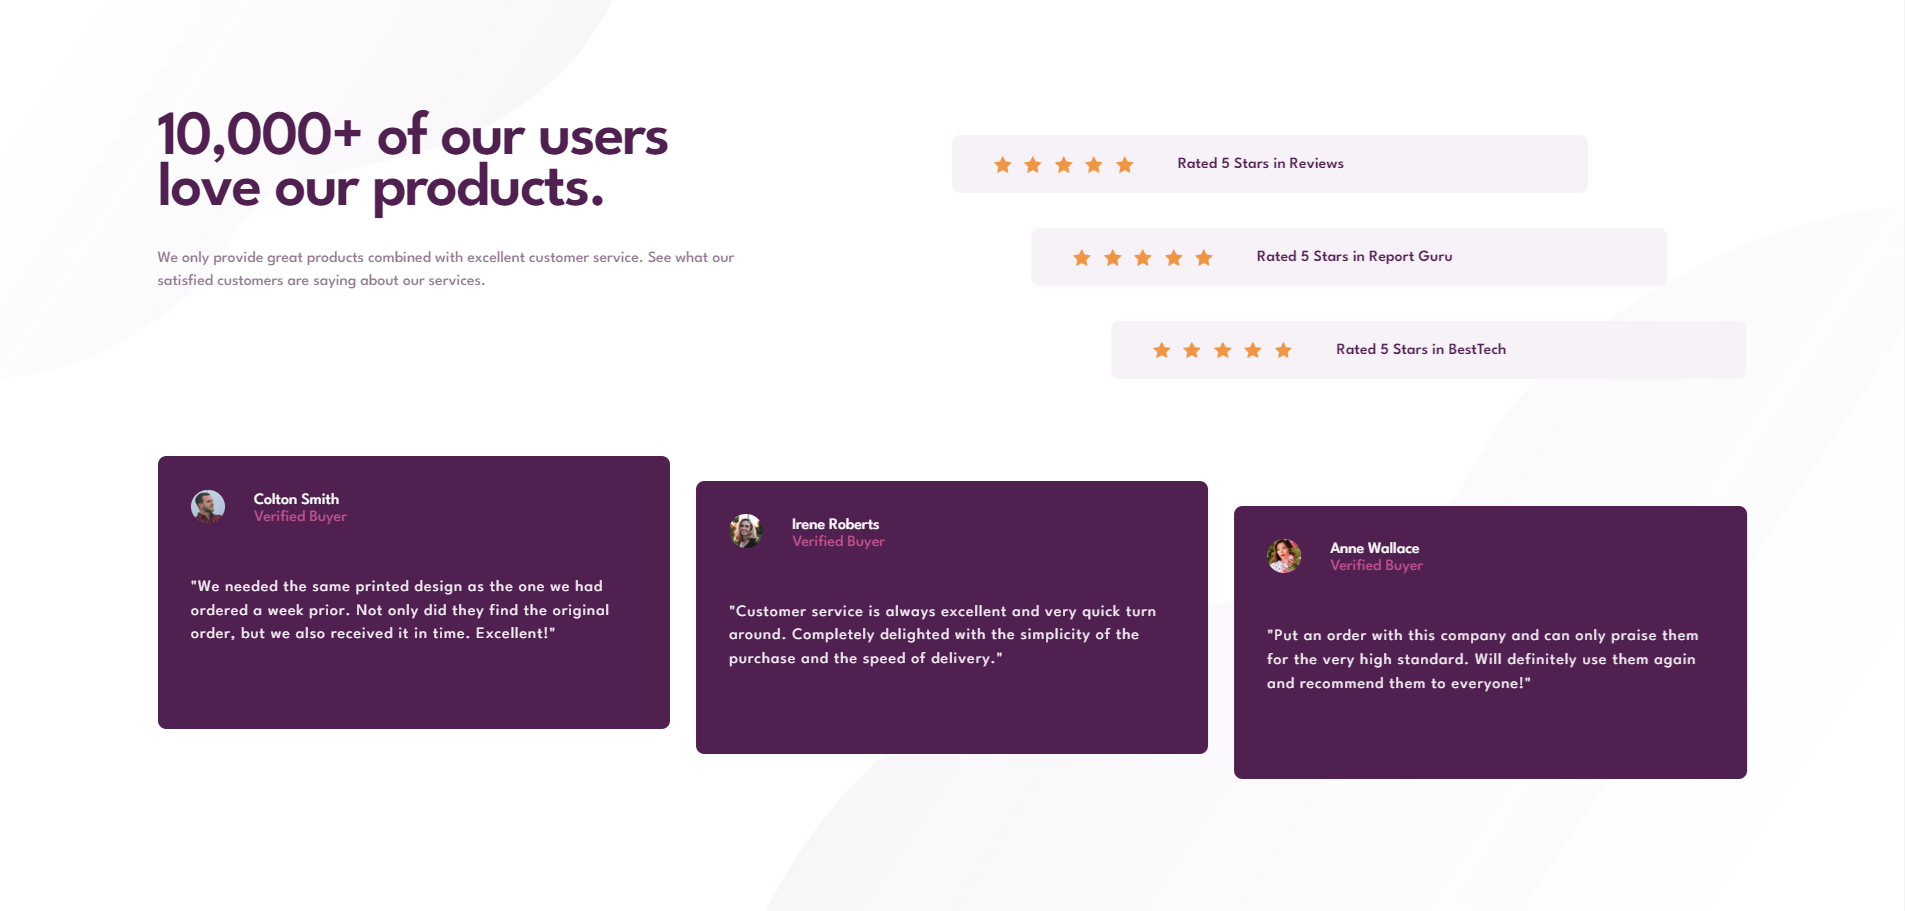 10,000+ of our users
love our products.
We only provide great products combined with excellent customer service. See what our
satisfied customers are saying about our services.
Rated 5 Stars in Reviews
Rated 5 Stars in Report Guru
Rated 5 Stars in BestTech
Colton Smith
Verified Buyer
"We needed the same printed design as the one we had
ordered a week prior. Not only did they find the original
order, but we also received it in time. Excellent!"
Irene Roberts
Verified Buyer
"Customer service is always excellent and very quick turn
around. Completely delighted with the simplicity of the
purchase and the speed of delivery."
Anne Wallace
Verified Buyer
"Put an order with this company and can only praise them
for the very high standard. Will definitely use them again
and recommend them to everyone!"